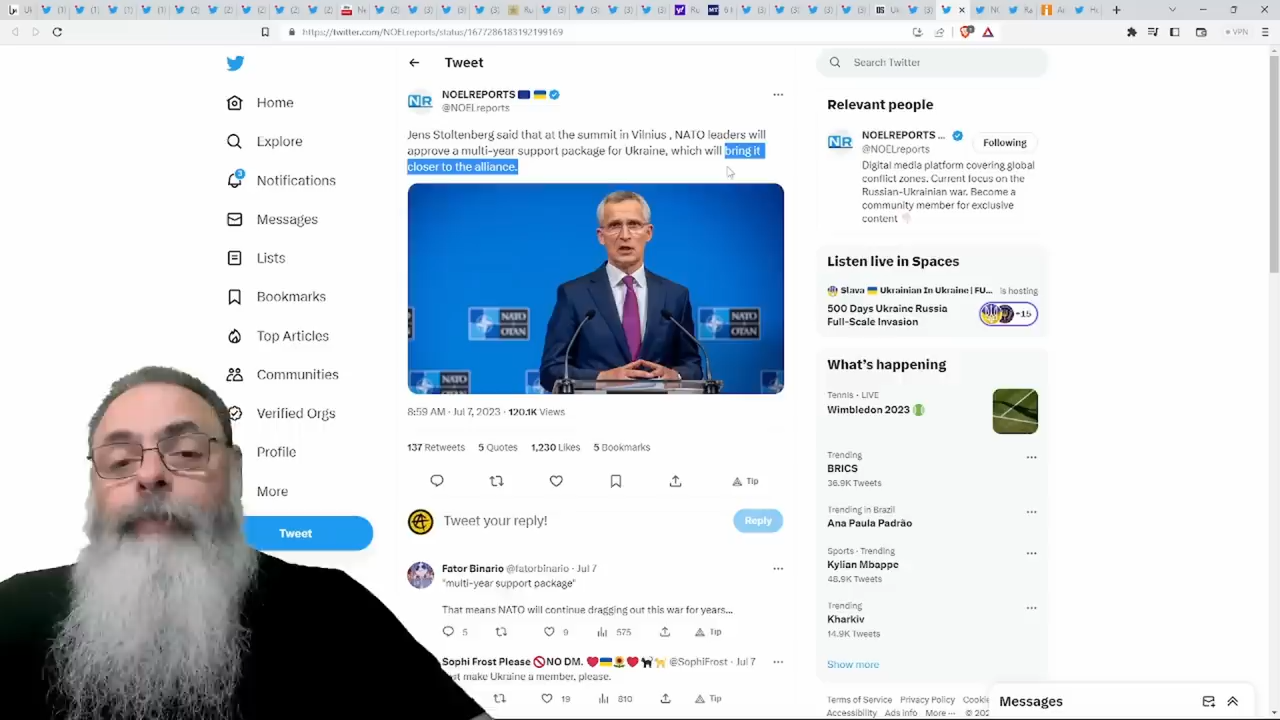 https://twitter.com/NOELreports/status/1677286183192199169
VPN
Home
Explore
3
Notifications
Messages
Lists
Bookmarks
Top Articles
Communities
Verified Orgs
Profile
More
Tweet
Tweet
NR
NOELREPORTS
@NOELreports
Jens Stoltenberg said that at the summit in Vilnius , NATO leaders will
approve a multi-year support package for Ukraine, which will bring it
closer to the alliance.
NATO
OTAN
NATO
OTAN
NATO
8:59 AM · Jul 7, 2023 · 120.1K Views
137 Retweets 5 Quotes 1,230 Likes 5 Bookmarks
Tip
Tweet your reply!
Reply
Fator Binario @fatorbinario · Jul 7
"multi-year support package"
That means NATO will continue dragging out this war for years...
5 9 575 Tip
Sophi Frost Please NO DM. @SophiFrost · Jul 7
make Ukraine a member, please.
19 810 Tip
Search Twitter
Relevant people
NR
NOELREPORTS ...
@NOELreports
Following
Digital media platform covering global
conflict zones. Current focus on the
Russian-Ukrainian war. Become a
community member for exclusive
content
Listen live in Spaces
Slava Ukrainian In Ukraine | FU... is hosting
500 Days Ukraine Russia
Full-Scale Invasion
+15
What's happening
Tennis · LIVE
Wimbledon 2023
Trending
BRICS
36.9K Tweets
Trending in Brazil
Ana Paula Padrão
Sports · Trending
Kylian Mbappe
48.9K Tweets
Trending
Kharkiv
14.9K Tweets
Show more
Terms of Service Privacy Policy
Accessibility Ads info More ...
Messages